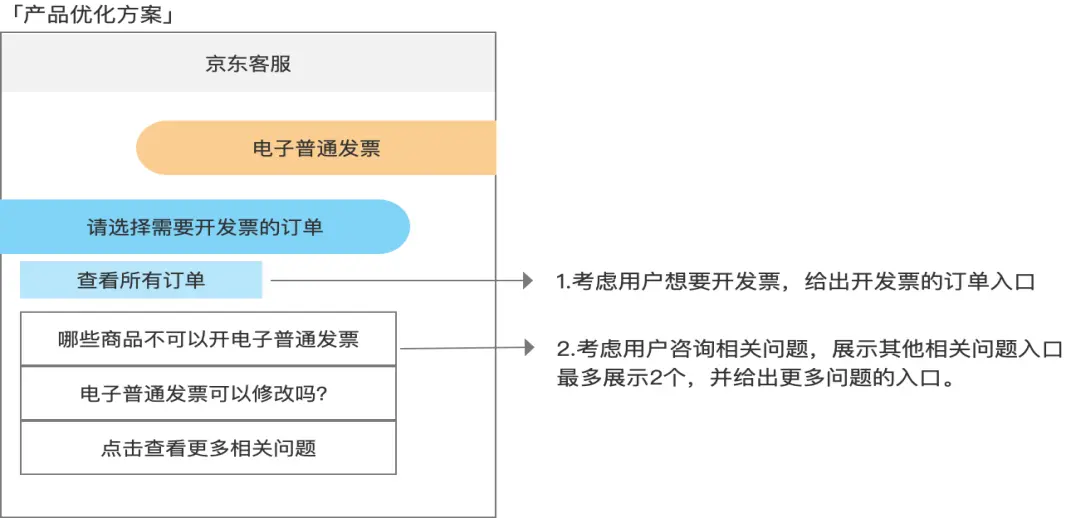 「产品优化方案」
京东客服
电子普通发票
请选择需要开发票的订单
查看所有订单
1.考虑用户想要开发票，给出开发票的订单入口
哪些商品不可以开电子普通发票
2.考虑用户咨询相关问题，展示其他相关问题入口
最多展示2个，并给出更多问题的入口。
电子普通发票可以修改吗?
点击查看更多相关问题